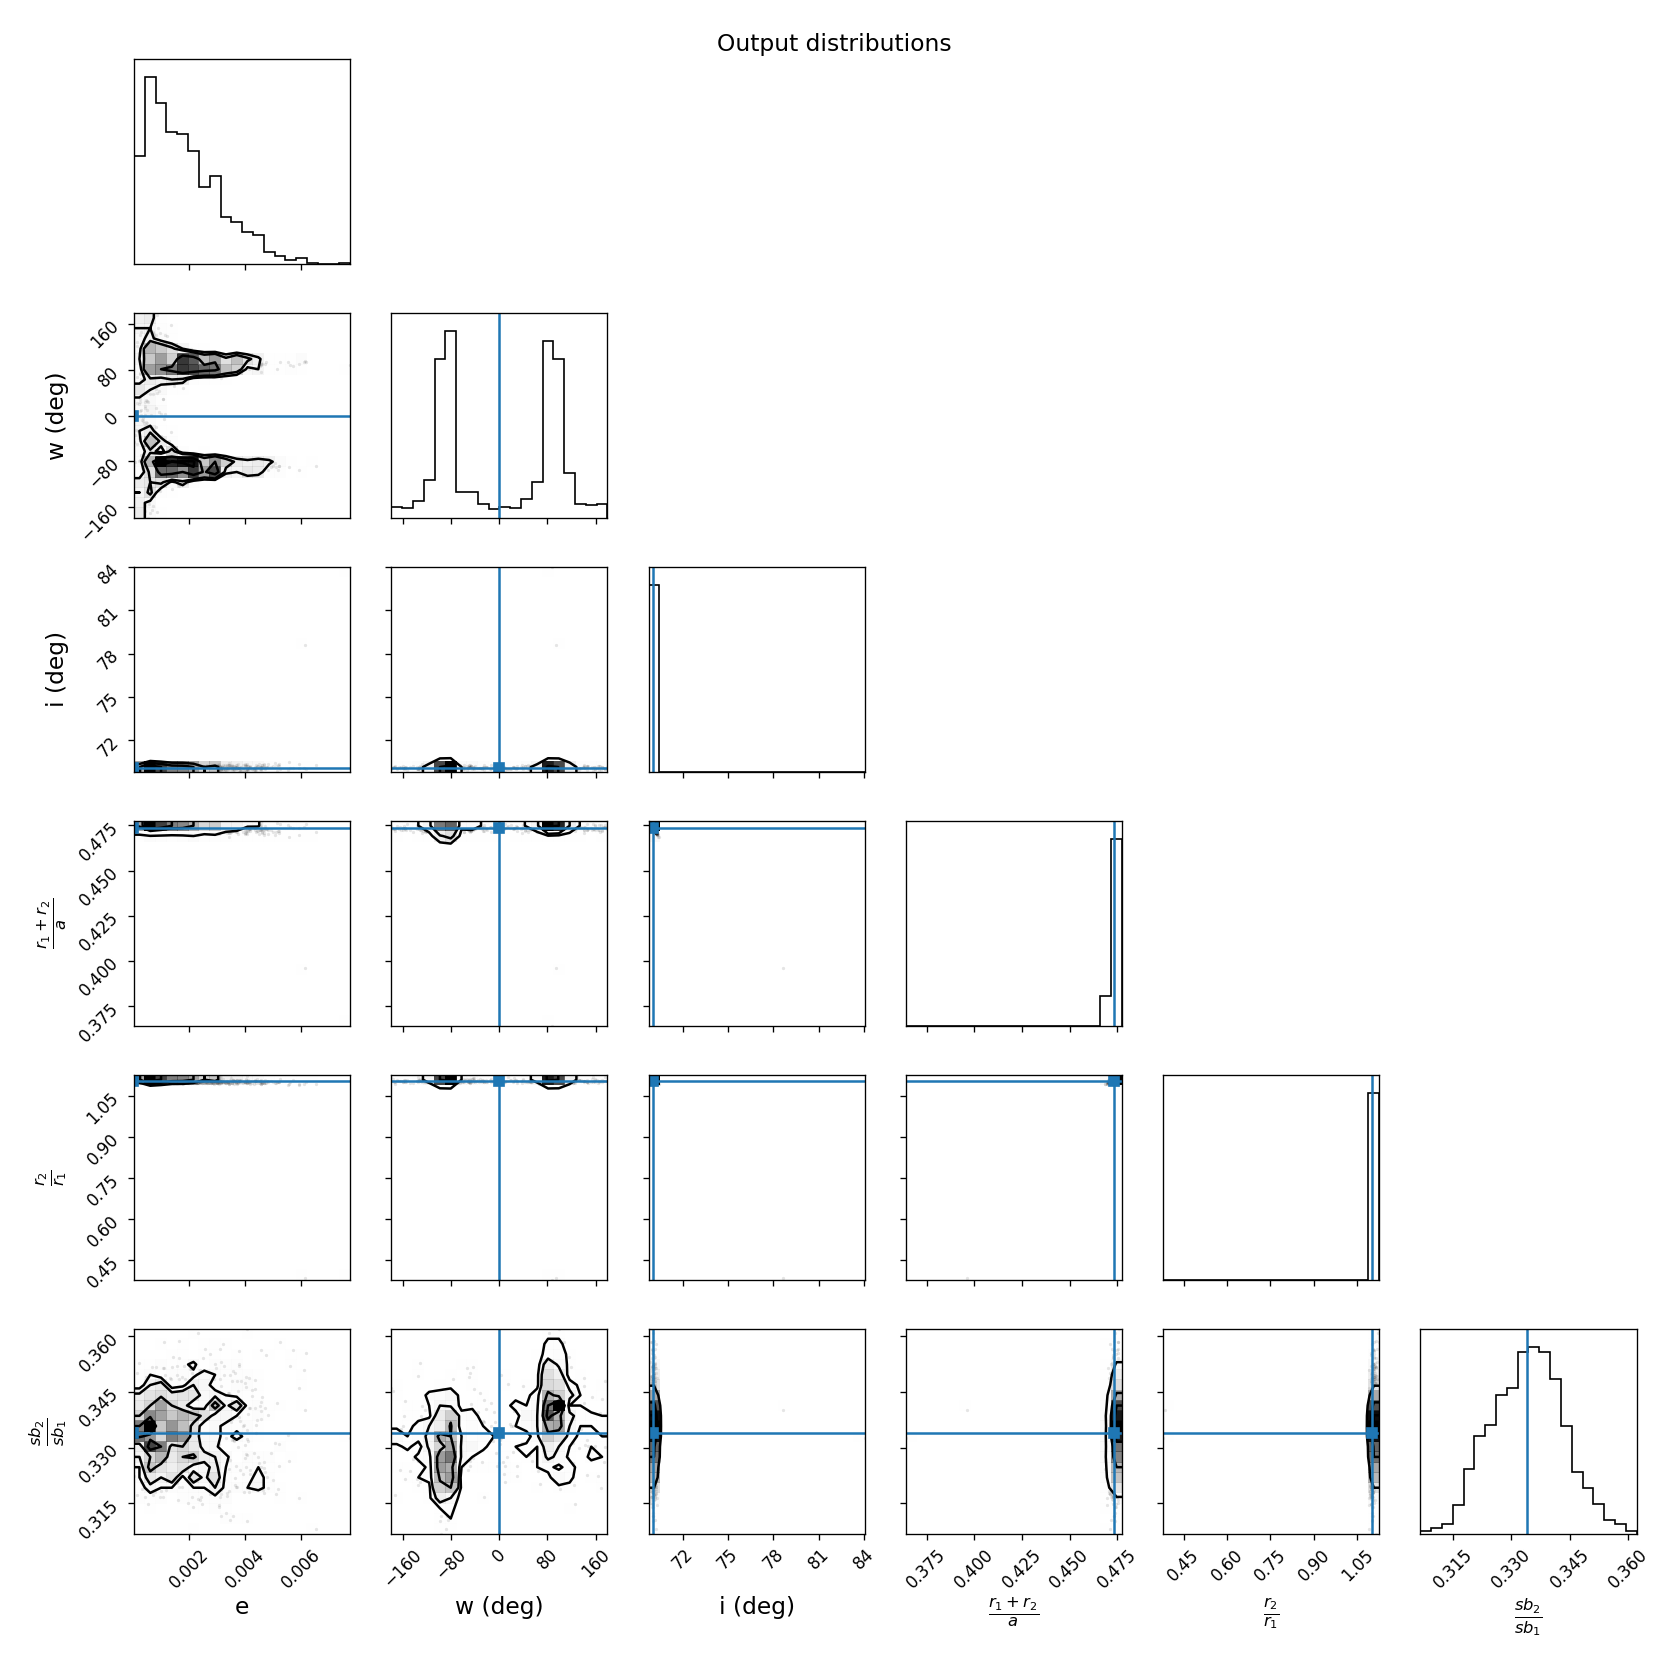 Output distributions
w (deg)
160
80
0
−80
−160
i (deg)
84
81
78
75
72
r₁ + r₂
a
0.475
0.450
0.425
0.400
0.375
r₂
r₁
1.05
0.90
0.75
0.60
0.45
sb₂
sb₁
0.360
0.345
0.330
0.315
0.002 0.004 0.006 −160 −80 0 80 160 72 75 78 81 84 0.375 0.400 0.425 0.450 0.475 0.45 0.60 0.75 0.90 1.05 0.315 0.330 0.345 0.360
e w (deg) i (deg)
r₁ + r₂
a
r₂
r₁
sb₂
sb₁